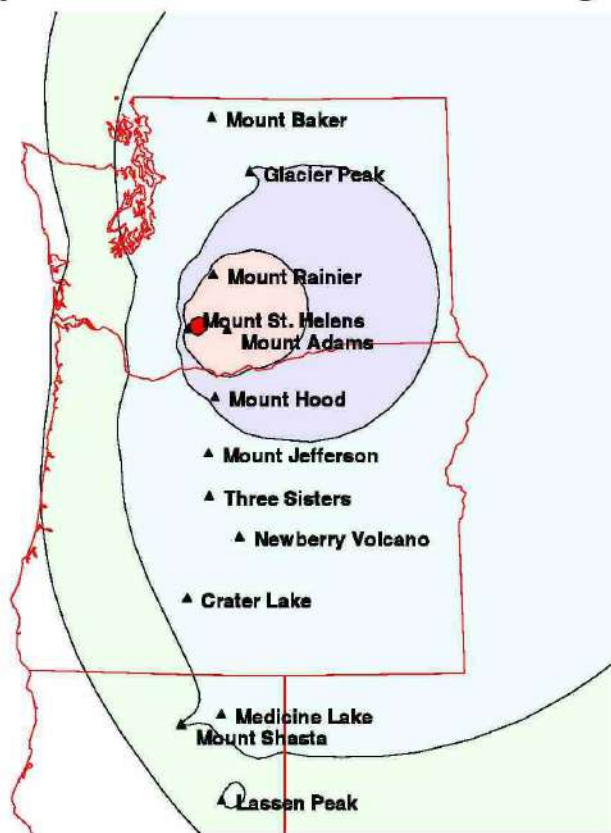 Mount Baker
Glacier Peak
Mount Rainier
Mount St. Helens
Mount Adams
Mount Hood
Mount Jefferson
Three Sisters
Newberry Volcano
Crater Lake
Medicine Lake
Mount Shasta
Lassen Peak